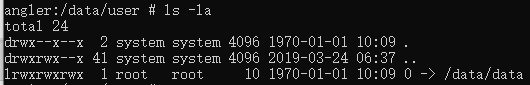 angler:/data/user # ls -la
total 24
drwx--x--x  2 system system 4096 1970-01-01 10:09 .
drwxrwx--x 41 system system 4096 2019-03-24 06:37 ..
lrwxrwxrwx  1 root   root     10 1970-01-01 10:09 0 -> /data/data